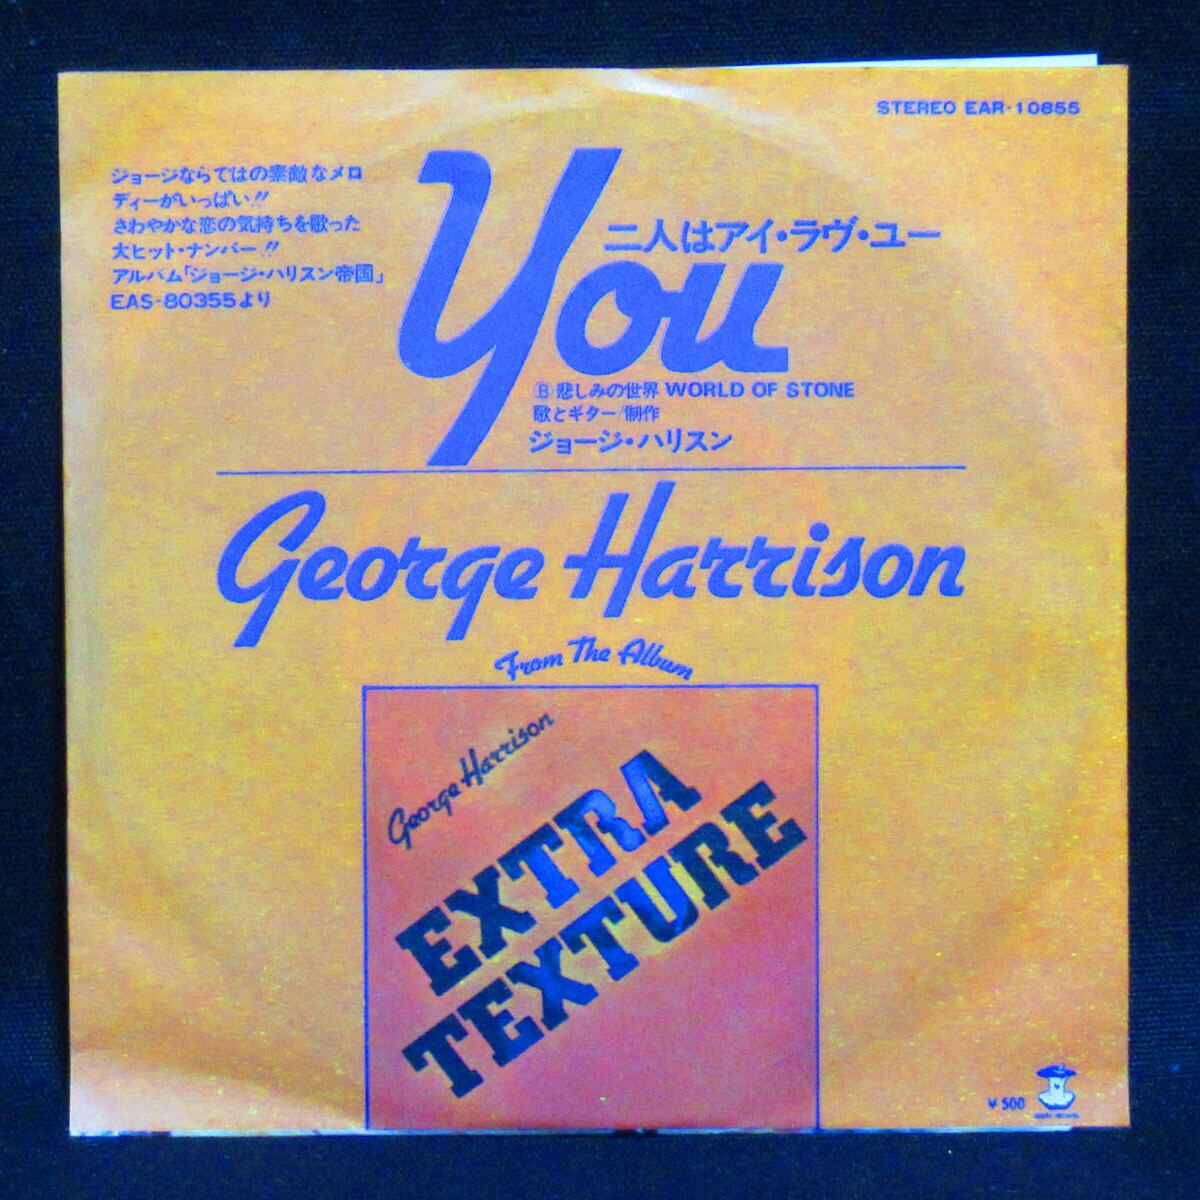 STEREO EAR-10855
ジョージならではの素敵なメロ
ディーがいっぱい!!
さわやかな恋の気持ちを歌った
大ヒット・ナンバー!!
アルバム「ジョージ・ハリスン帝国」
EAS-80355より
You
二人はアイ・ラヴ・ユー
Ⓑ悲しみの世界 WORLD OF STONE
歌とギター/制作
ジョージ・ハリスン
George Harrison
From The Album
George Harrison
EXTRA
TEXTURE
¥500